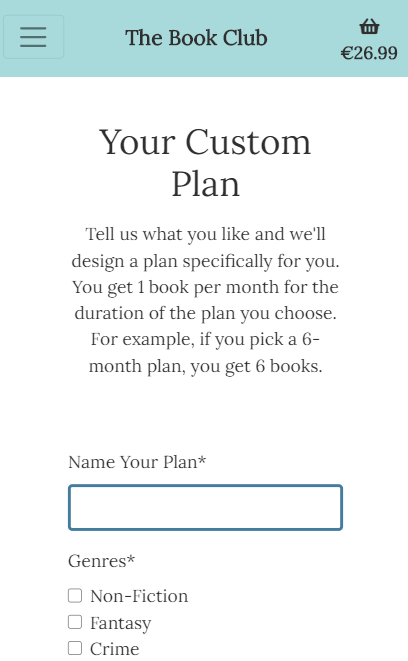 The Book Club
€26.99
Your Custom
Plan
Tell us what you like and we'll
design a plan specifically for you.
You get 1 book per month for the
duration of the plan you choose.
For example, if you pick a 6-
month plan, you get 6 books.
Name Your Plan*
Genres*
Non-Fiction
Fantasy
Crime